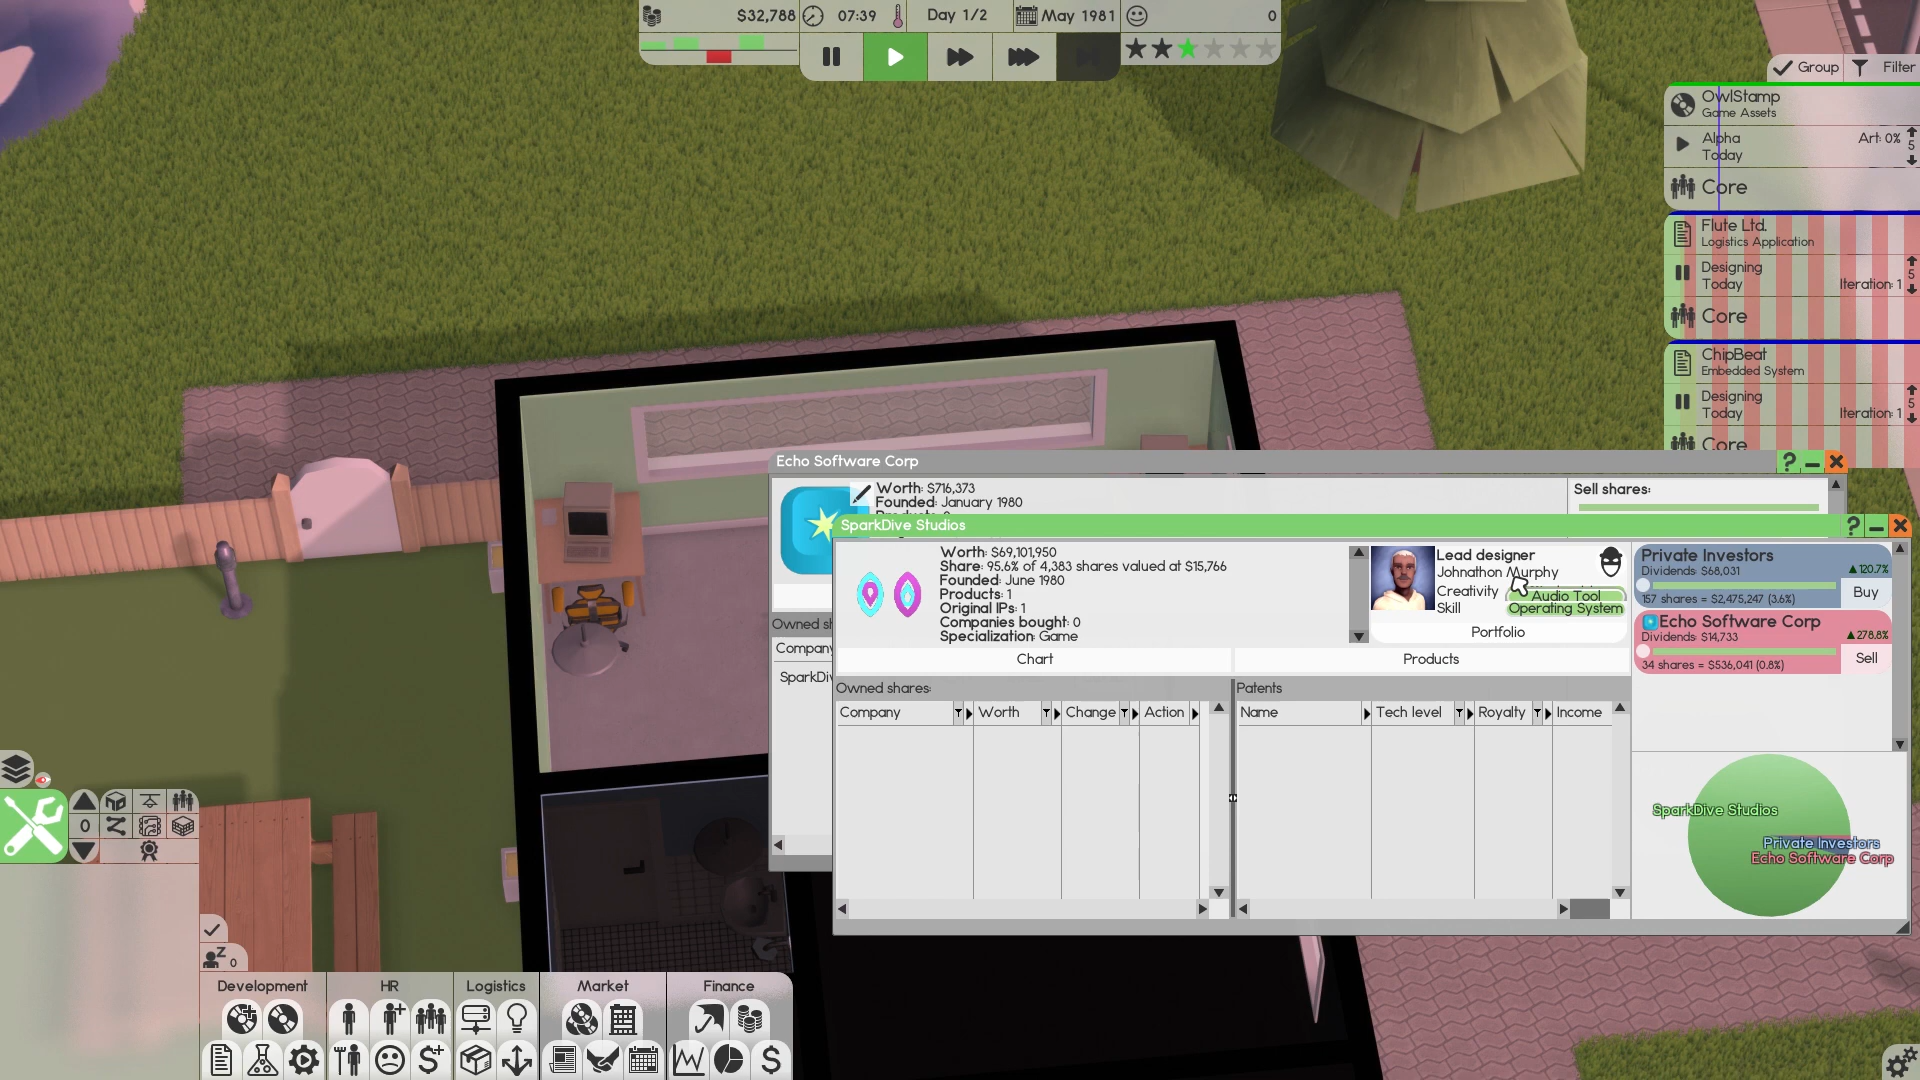 $32,788
07:39
Day 1/2
May 1981
0
Group
Filter
OwlStamp
Game Assets
Alpha
Art: 0%
Today
5
Core
Flute Ltd.
Logistics Application
Designing
Today
Iteration: 1
5
Core
ChipBeat
Embedded System
Designing
Today
Iteration: 1
5
Core
Echo Software Corp
Worth: $716,373
Founded: January 1980
Sell shares:
Company
SparkDiv
SparkDive Studios
Worth: $69,101,950
Share: 95.6% of 4,383 shares valued at $15,766
Founded: June 1980
Products: 1
Original IPs: 1
Companies bought: 0
Specialization: Game
Lead designer
Johnathon Murphy
Creativity
Skill
Audio Tool
Operating System
Portfolio
Private Investors
Dividends: $68,031
▲120.7%
157 shares = $2,475,247 (3.6%)
Buy
Echo Software Corp
Dividends: $14,733
▲278.8%
34 shares = $536,041 (0.8%)
Sell
Chart
Products
Owned shares:
Patents
Company
Worth
Change
Action
Name
Tech level
Royalty
Income
SparkDive Studios
Private Investors
Echo Software Corp
0
0
Development
HR
Logistics
Market
Finance